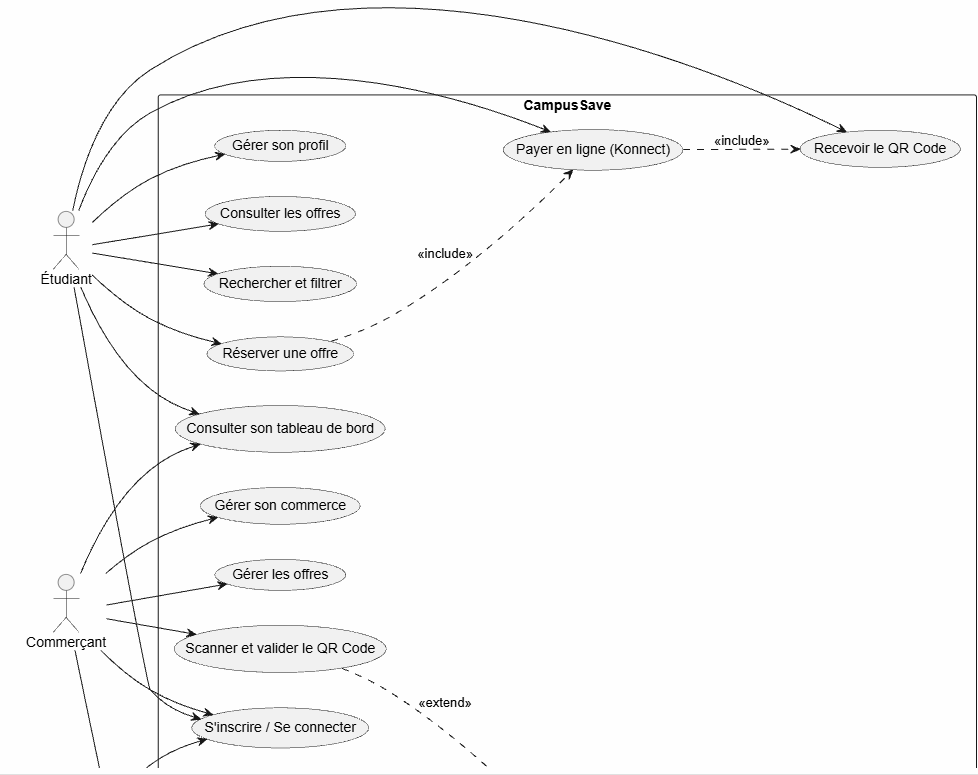 CampusSave
Gérer son profil
Payer en ligne (Konnect)
«include»
Recevoir le QR Code
Consulter les offres
«include»
Étudiant
Rechercher et filtrer
Réserver une offre
Consulter son tableau de bord
Gérer son commerce
Gérer les offres
Commerçant
Scanner et valider le QR Code
«extend»
S'inscrire / Se connecter